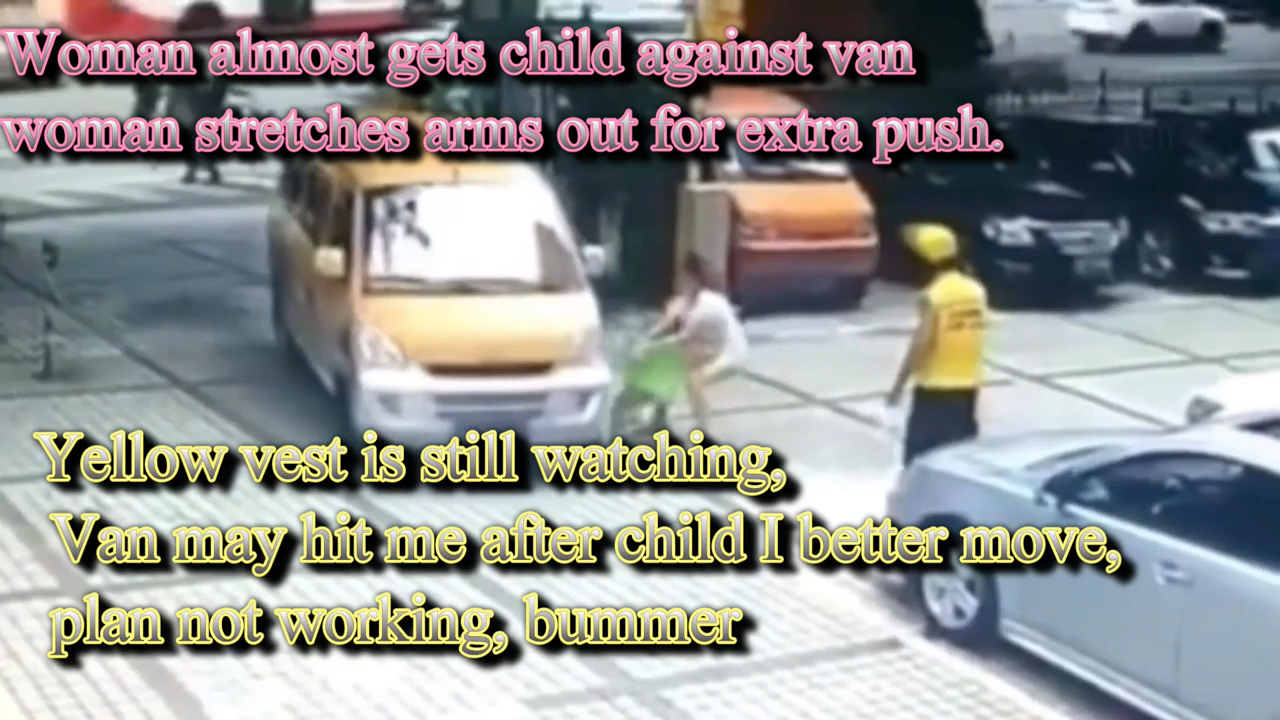 Woman almost gets child against van
woman stretches arms out for extra push.
Yellow vest is still watching,
Van may hit me after child I better move,
plan not working, bummer